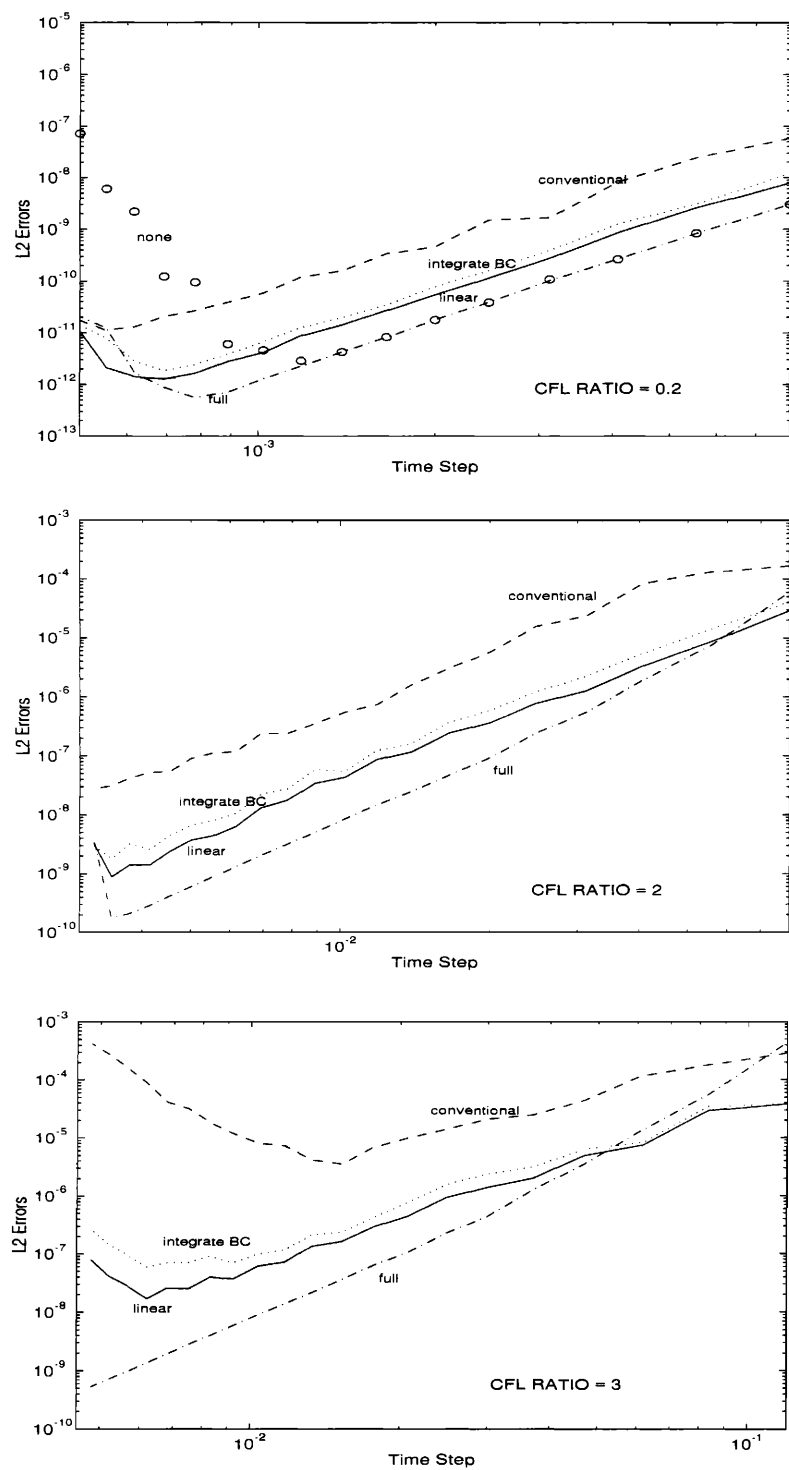 10^-5
10^-6
10^-7
10^-8
10^-9
10^-10
10^-11
10^-12
10^-13
L2 Errors
conventional
none
integrate BC
linear
full
CFL RATIO = 0.2
10^-3
Time Step
10^-3
10^-4
10^-5
10^-6
10^-7
10^-8
10^-9
10^-10
L2 Errors
conventional
full
integrate BC
linear
CFL RATIO = 2
10^-2
Time Step
10^-3
10^-4
10^-5
10^-6
10^-7
10^-8
10^-9
10^-10
L2 Errors
conventional
integrate BC
full
linear
CFL RATIO = 3
10^-2
10^-1
Time Step